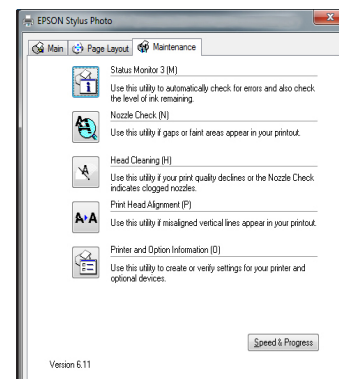 EPSON Stylus Photo
Main Page Layout Maintenance
Status Monitor 3 (M)
Use this utility to automatically check for errors and also check
the level of ink remaining.
Nozzle Check (N)
Use this utility if gaps or faint areas appear in your printout.
Head Cleaning (H)
Use this utility if your print quality declines or the Nozzle Check
indicates clogged nozzles.
Print Head Alignment (P)
Use this utility if misaligned vertical lines appear in your printout.
Printer and Option Information (O)
Use this utility to create or verify settings for your printer and
optional devices.
Speed & Progress
Version 6.11